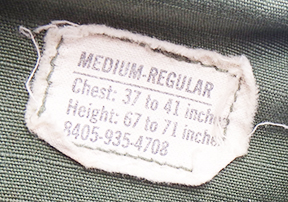 MEDIUM-REGULAR
Chest: 37 to 41 inches
Height: 67 to 71 inches
8405-935-4708